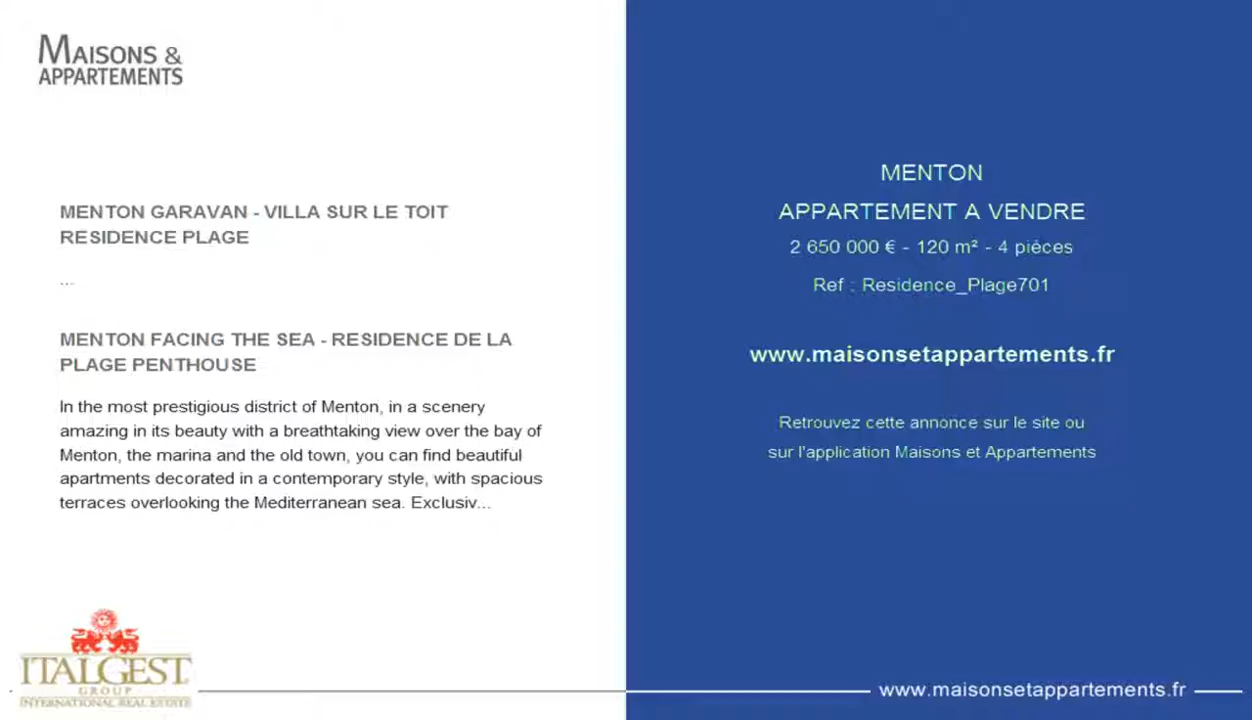 MAISONS &
APPARTEMENTS
MENTON GARAVAN - VILLA SUR LE TOIT
RESIDENCE PLAGE
...
MENTON FACING THE SEA - RESIDENCE DE LA
PLAGE PENTHOUSE
In the most prestigious district of Menton, in a scenery
amazing in its beauty with a breathtaking view over the bay of
Menton, the marina and the old town, you can find beautiful
apartments decorated in a contemporary style, with spacious
terraces overlooking the Mediterranean sea. Exclusiv...
ITALGEST
GROUP
INTERNATIONAL REAL ESTATE
MENTON
APPARTEMENT A VENDRE
2 650 000 € - 120 m² - 4 pièces
Ref : Residence_Plage701
www.maisonsetappartements.fr
Retrouvez cette annonce sur le site ou
sur l'application Maisons et Appartements
www.maisonsetappartements.fr